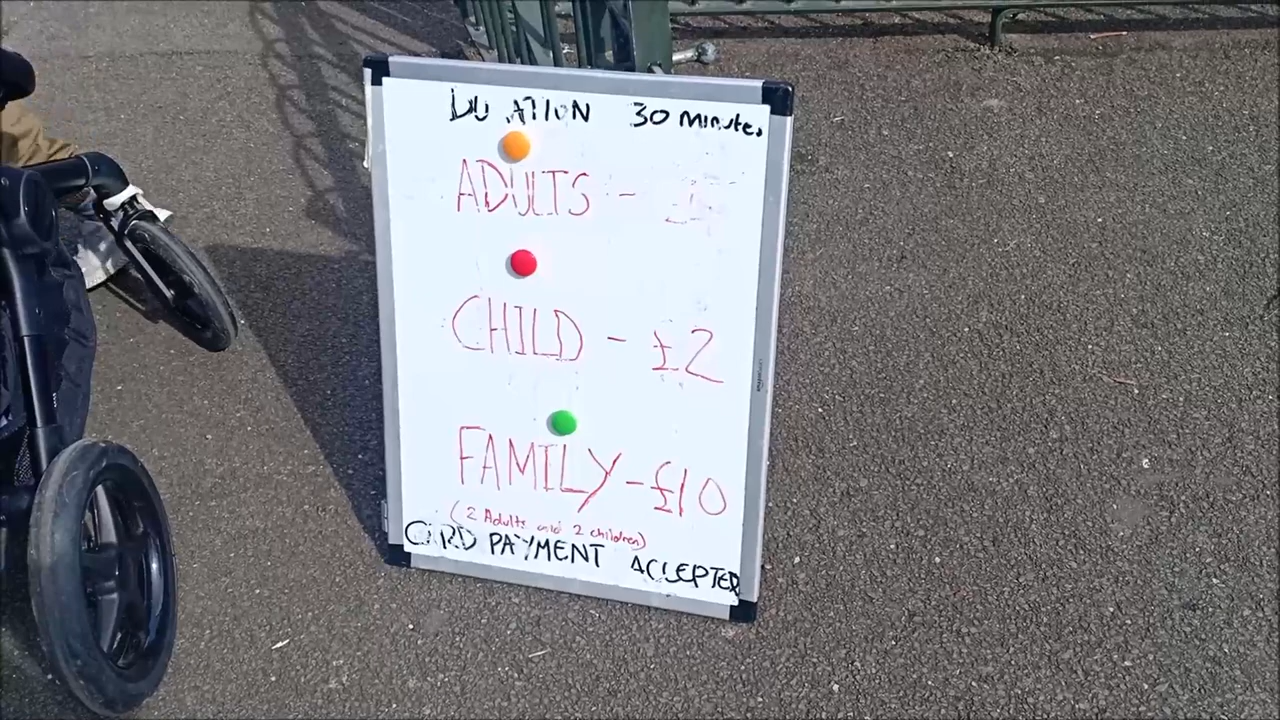 DU ATION 30 minutes
ADULTS - £
CHILD - £2
FAMILY - £10
(2 Adults and 2 children)
CARD PAYMENT ACCEPTED